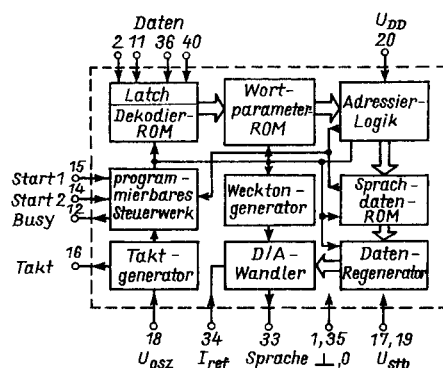 Daten
2 11 36 40
U_DD
20
Latch
Dekodier-
ROM
Wort-
parameter-
ROM
Adressier-
Logik
Start 1 15
Start 2 14
Busy 12
program-
mierbares
Steuerwerk
Weckton-
generator
Sprach-
daten-
ROM
Takt 16
Takt-
generator
D/A-
Wandler
Daten-
Regenerator
18 34 33 1,35 17,19
U_osz I_ref Sprache ⊥,0 U_stb